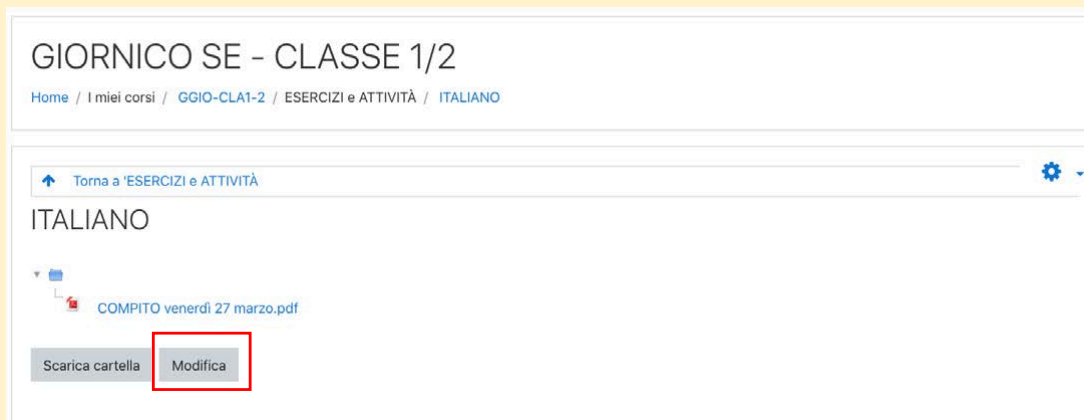 GIORNICO SE - CLASSE 1/2
Home / I miei corsi / GGIO-CLA1-2 / ESERCIZI e ATTIVITÀ / ITALIANO
Torna a 'ESERCIZI e ATTIVITÀ
ITALIANO
COMPITO venerdì 27 marzo.pdf
Scarica cartella Modifica